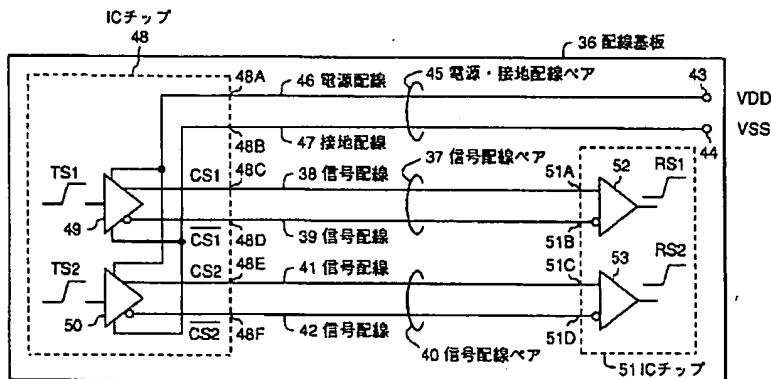 ICチップ
48
36 配線基板
48A
46 電源配線
45 電源・接地配線ペア
43
VDD
48B
47 接地配線
VSS
44
TS1
CS1
48C
38 信号配線
37 信号配線ペア
51A
52
RS1
49
CS1
48D
39 信号配線
51B
TS2
CS2
48E
41 信号配線
51C
53
RS2
50
CS2
48F
42 信号配線
51D
40 信号配線ペア
51 ICチップ